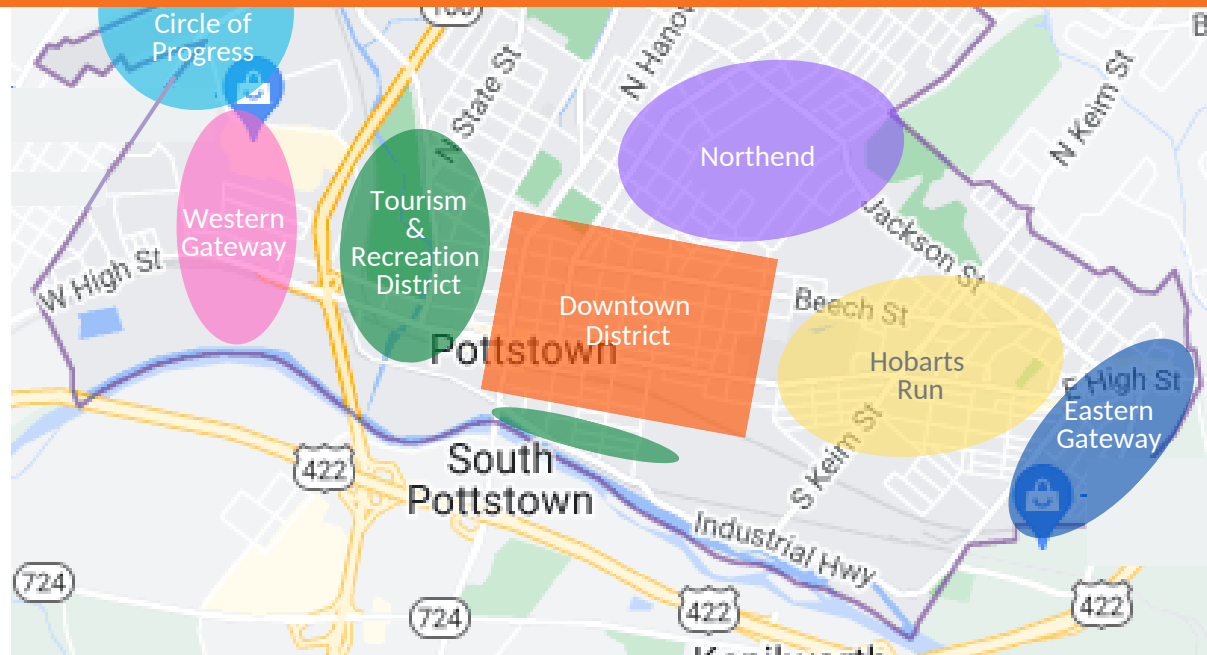 Circle of
Progress
100
N State St
N Hanov
N Keim St
B
Northend
Western
Gateway
Tourism
&
Recreation
District
W High St
Jackson St
Beech St
Downtown
District
Pottstown
Hobarts
Run
E High St
Eastern
Gateway
S Keim St
422
South
Pottstown
Industrial Hwy
724
724
422
422